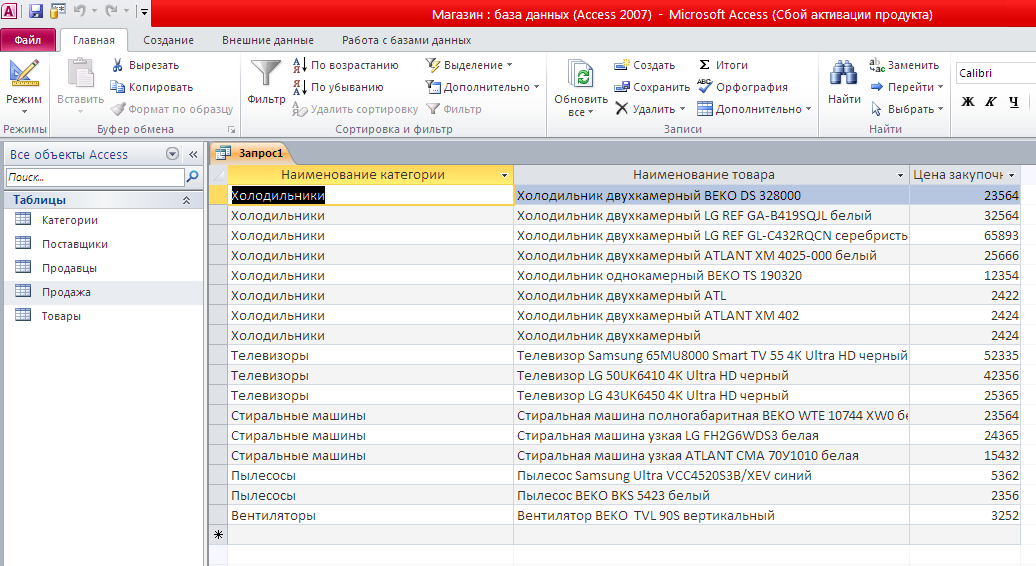 Магазин : база данных (Access 2007) - Microsoft Access (Сбой активации продукта)
Файл Главная Создание Внешние данные Работа с базами данных
Режим
Режимы
Вставить
Вырезать
Копировать
Формат по образцу
Буфер обмена
Фильтр
По возрастанию
По убыванию
Удалить сортировку
Выделение
Дополнительно
Фильтр
Сортировка и фильтр
Обновить
все
Создать
Сохранить
Удалить
Итоги
Орфография
Дополнительно
Записи
Найти
Заменить
Перейти
Выбрать
Найти
Calibri
Ж К Ч
Все объекты Access
Поиск...
Таблицы
Категории
Поставщики
Продавцы
Продажа
Товары
Запрос1
Наименование категории Наименование товара Цена закупочн
Холодильники Холодильник двухкамерный BEKO DS 328000 23564
Холодильники Холодильник двухкамерный LG REF GA-B419SQJL белый 32564
Холодильники Холодильник двухкамерный LG REF GL-C432RQCN серебристь 65893
Холодильники Холодильник двухкамерный ATLANT XM 4025-000 белый 25666
Холодильники Холодильник однокамерный BEKO TS 190320 12354
Холодильники Холодильник двухкамерный ATL 2422
Холодильники Холодильник двухкамерный ATLANT XM 402 2424
Холодильники Холодильник двухкамерный 2424
Телевизоры Телевизор Samsung 65MU8000 Smart TV 55 4K Ultra HD черный 52335
Телевизоры Телевизор LG 50UK6410 4K Ultra HD черный 42356
Телевизоры Телевизор LG 43UK6450 4K Ultra HD черный 25365
Стиральные машины Стиральная машина полногабаритная BEKO WTE 10744 XW0 бе 23564
Стиральные машины Стиральная машина узкая LG FH2G6WDS3 белая 24365
Стиральные машины Стиральная машина узкая ATLANT СМА 70У1010 белая 15432
Пылесосы Пылесос Samsung Ultra VCC4520S3B/XEV синий 5362
Пылесосы Пылесос BEKO BKS 5423 белый 2356
Вентиляторы Вентилятор BEKO TVL 90S вертикальный 3252